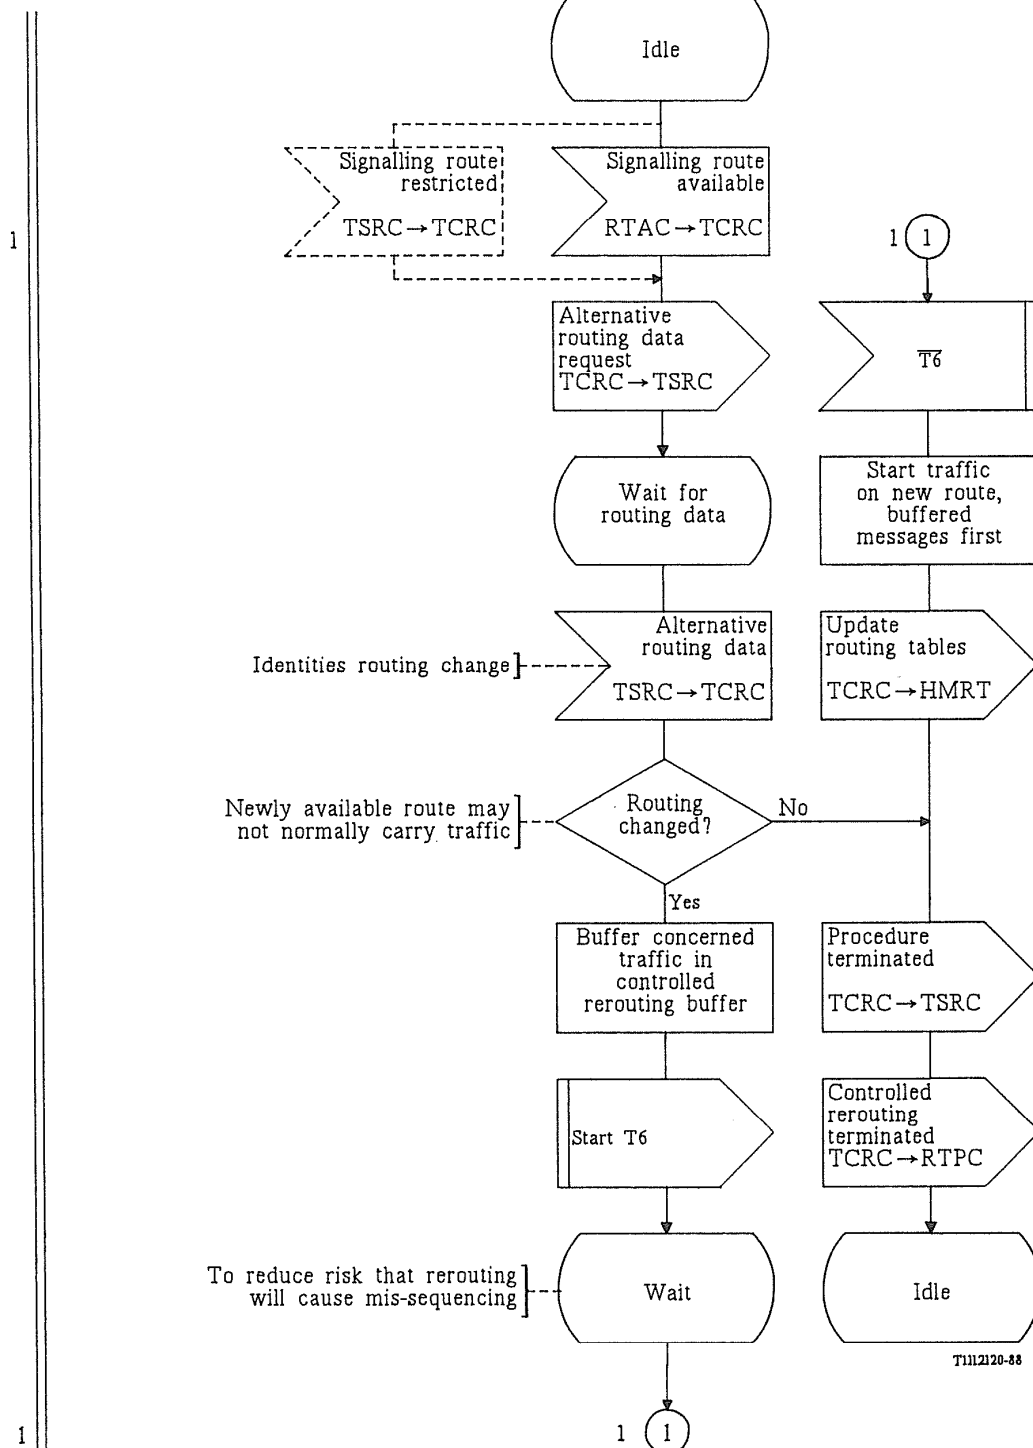 Idle
Signalling route
restricted
TSRC→TCRC
Signalling route
available
RTAC→TCRC
1
1
1
Alternative
routing data
request
TCRC→TSRC
T6
Wait for
routing data
Start traffic
on new route,
buffered
messages first
Identities routing change
Alternative
routing data
TSRC→TCRC
Update
routing tables
TCRC→HMRT
Newly available route may
not normally carry traffic
Routing
changed?
No
Yes
Buffer concerned
traffic in
controlled
rerouting buffer
Procedure
terminated
TCRC→TSRC
Start T6
Controlled
rerouting
terminated
TCRC→RTPC
To reduce risk that rerouting
will cause mis-sequencing
Wait
Idle
T1112120-88
1
1
1